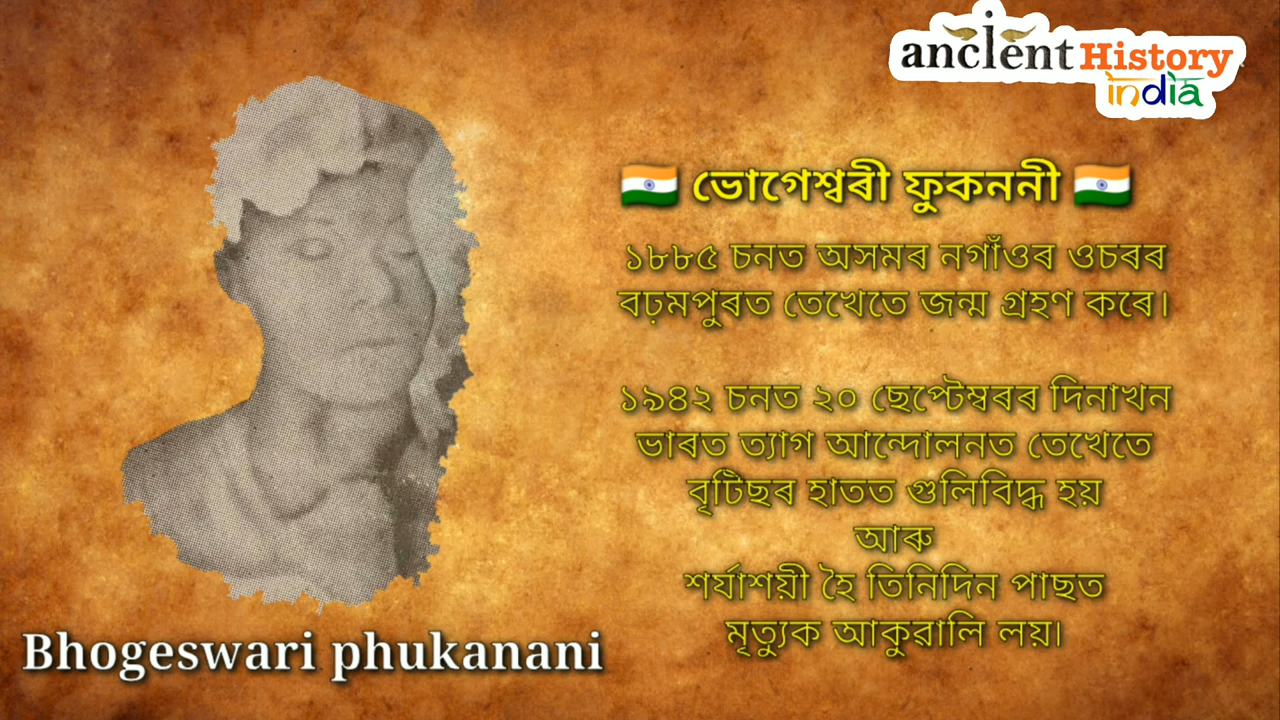 ancient History
india
🇮🇳 ভোগেশ্বৰী ফুকননী 🇮🇳
১৮৮৫ চনত অসমৰ নগাঁওৰ ওচৰৰ
বঢ়মপুৰত তেখেতে জন্ম গ্ৰহণ কৰে।
১৯৪২ চনত ২০ ছেপ্টেম্বৰৰ দিনাখন
ভাৰত ত্যাগ আন্দোলনত তেখেতে
বৃটিছৰ হাতত গুলিবিদ্ধ হয়
আৰু
শৰ্যাশয়ী হৈ তিনিদিন পাছত
মৃত্যুক আকুৱালি লয়।
Bhogeswari phukanani